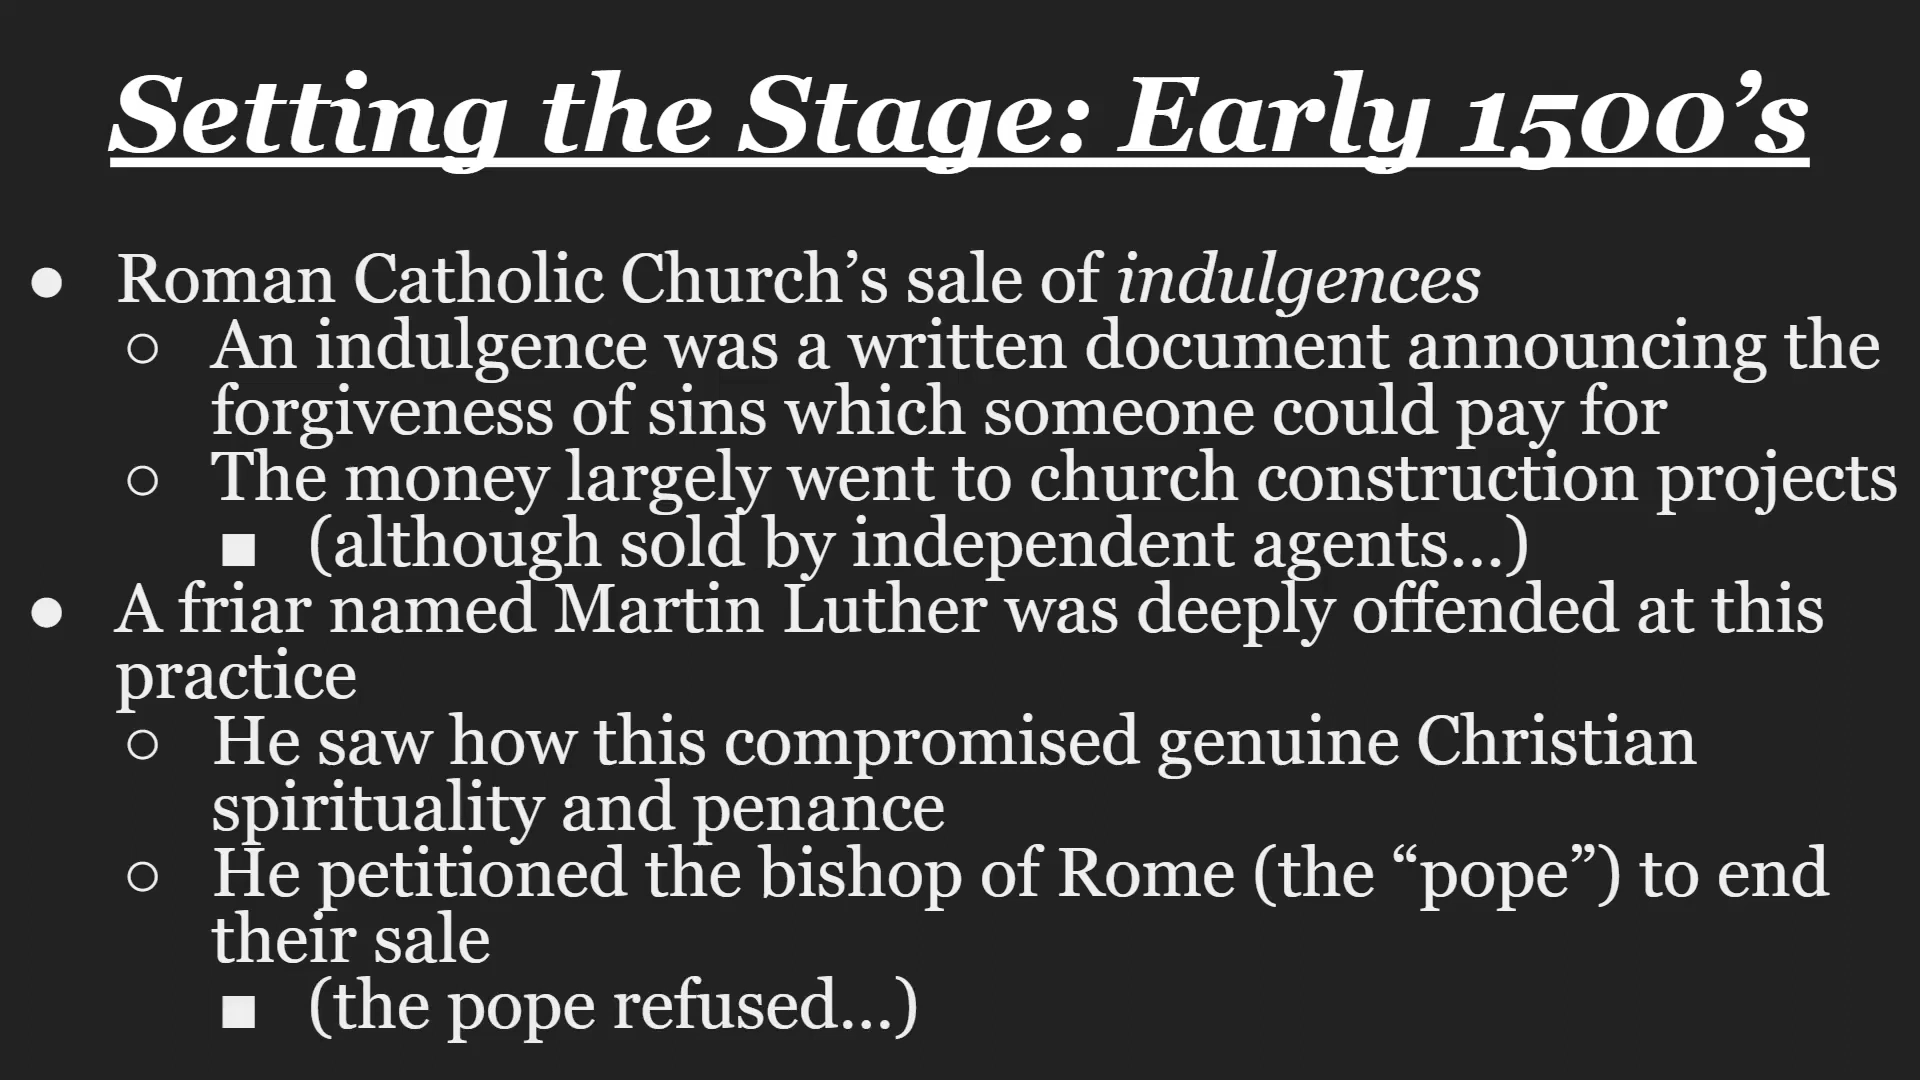 Setting the Stage: Early 1500’s
● Roman Catholic Church’s sale of indulgences
○ An indulgence was a written document announcing the
forgiveness of sins which someone could pay for
○ The money largely went to church construction projects
■ (although sold by independent agents…)
● A friar named Martin Luther was deeply offended at this
practice
○ He saw how this compromised genuine Christian
spirituality and penance
○ He petitioned the bishop of Rome (the “pope”) to end
their sale
■ (the pope refused…)